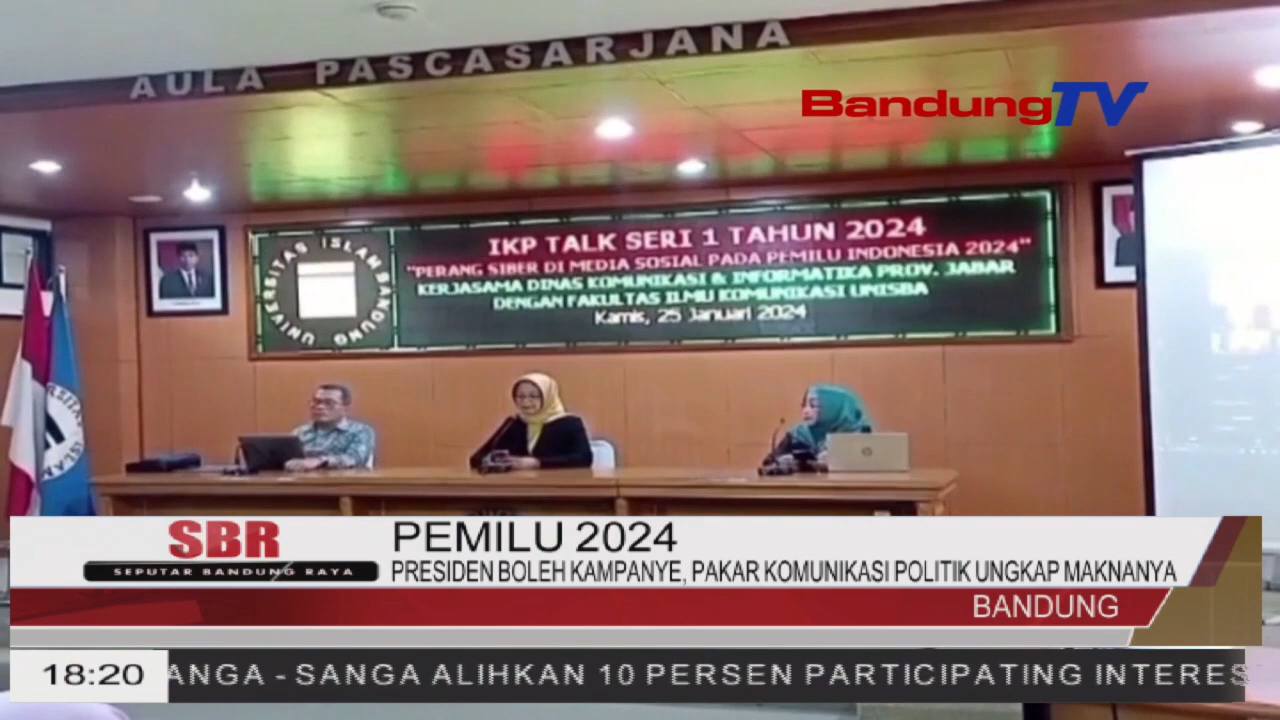 AULA PASCASARJANA
BandungTV
UNIVERSITAS ISLAM BANDUNG
IKP TALK SERI 1 TAHUN 2024
"PERANG SIBER DI MEDIA SOSIAL PADA PEMILU INDONESIA 2024"
KERJASAMA DINAS KOMUNIKASI & INFORMATIKA PROV. JABAR
DENGAN FAKULTAS ILMU KOMUNIKASI UNISBA
Kamis, 25 Januari 2024
SBR
SEPUTAR BANDUNG RAYA
PEMILU 2024
PRESIDEN BOLEH KAMPANYE, PAKAR KOMUNIKASI POLITIK UNGKAP MAKNANYA
BANDUNG
18:20
ANGA - SANGA ALIHKAN 10 PERSEN PARTICIPATING INTERES